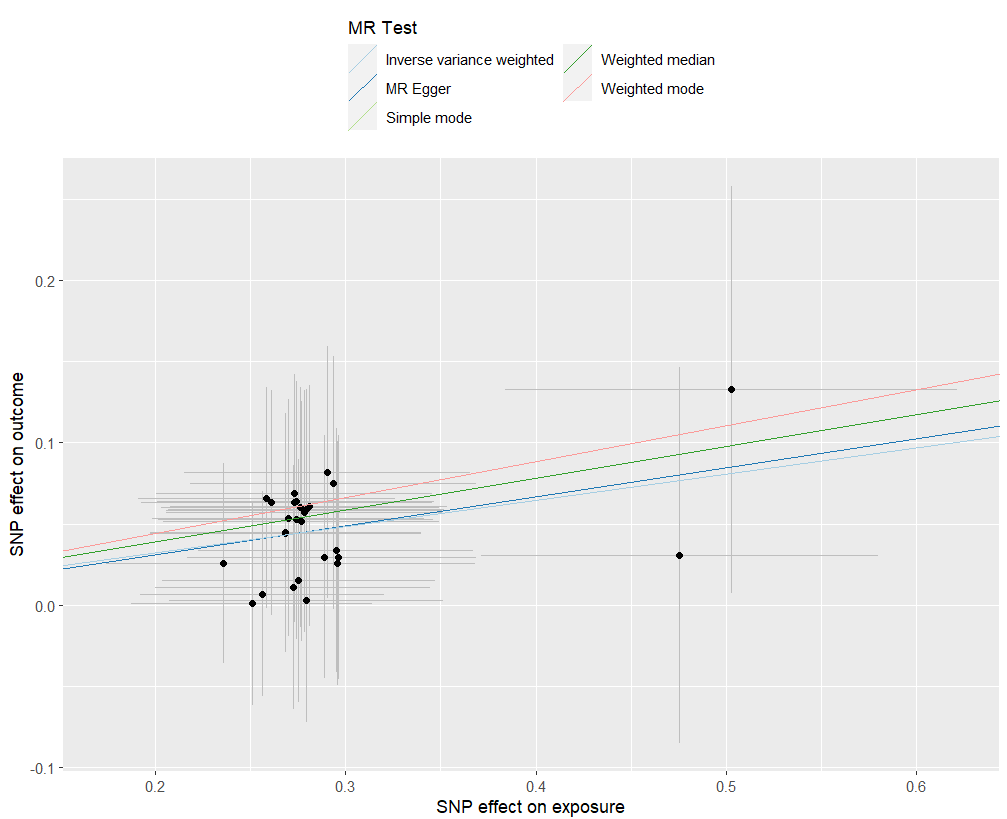 MR Test
Inverse variance weighted
Weighted median
MR Egger
Weighted mode
Simple mode
SNP effect on outcome
0.2
0.1
0.0
-0.1
0.2 0.3 0.4 0.5 0.6
SNP effect on exposure